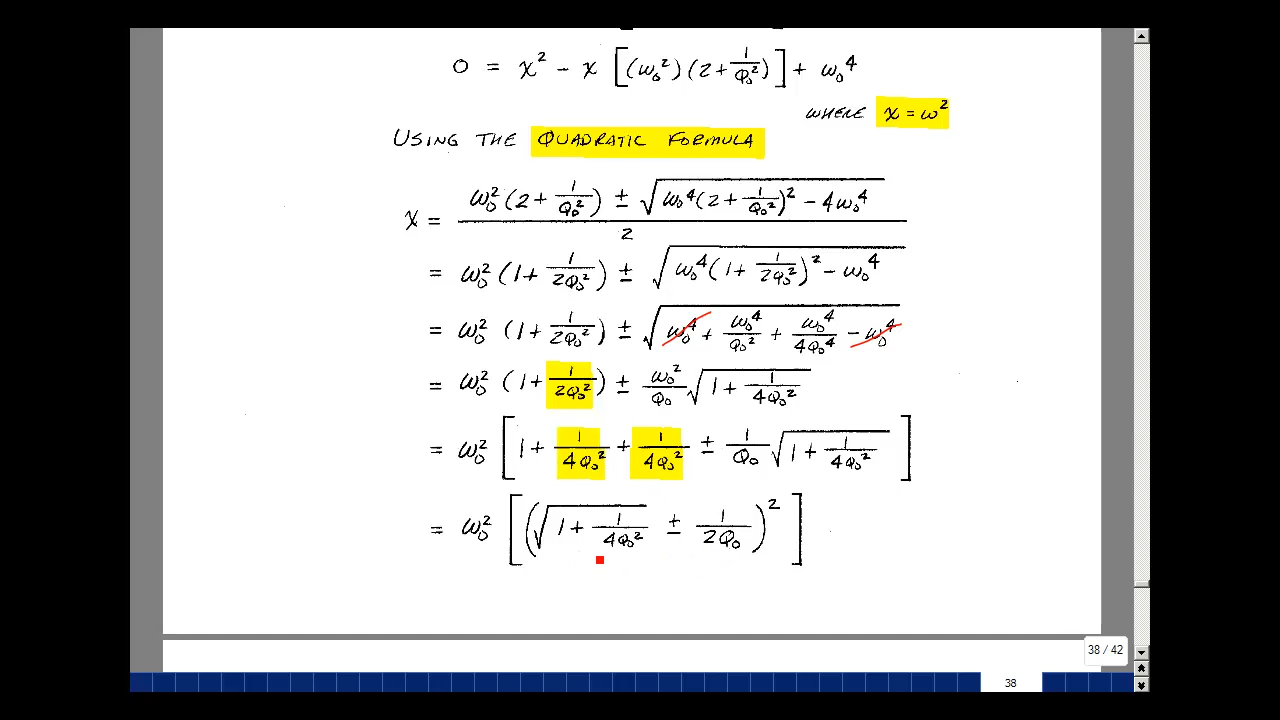 0 = x² − x [(ω₀²)(2 + 1/Q₀²)] + ω₀⁴
WHERE x = ω²
USING THE QUADRATIC FORMULA
x = (ω₀²(2 + 1/Q₀²) ± √(ω₀⁴(2 + 1/Q₀²)² − 4ω₀⁴)) / 2
= ω₀² (1 + 1/2Q₀²) ± √(ω₀⁴(1 + 1/2Q₀²)² − ω₀⁴)
= ω₀² (1 + 1/2Q₀²) ± √(ω₀⁴ + ω₀⁴/Q₀² + ω₀⁴/4Q₀⁴ − ω₀⁴)
= ω₀² (1 + 1/2Q₀²) ± ω₀²/Q₀ √(1 + 1/4Q₀²)
= ω₀² [1 + 1/4Q₀² + 1/4Q₀² ± 1/Q₀ √(1 + 1/4Q₀²)]
= ω₀² [(√(1 + 1/4Q₀²) ± 1/2Q₀)²]
38 / 42
38